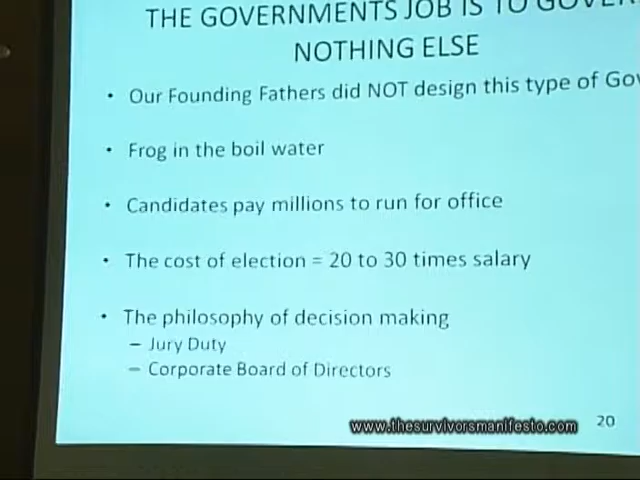 THE GOVERNMENTS JOB IS TO
NOTHING ELSE
• Our Founding Fathers did NOT design this type of
• Frog in the boil water
• Candidates pay millions to run for office
• The cost of election = 20 to 30 times salary
• The philosophy of decision making
– Jury Duty
– Corporate Board of Directors
www.thesurvivorsmanifesto.com
20